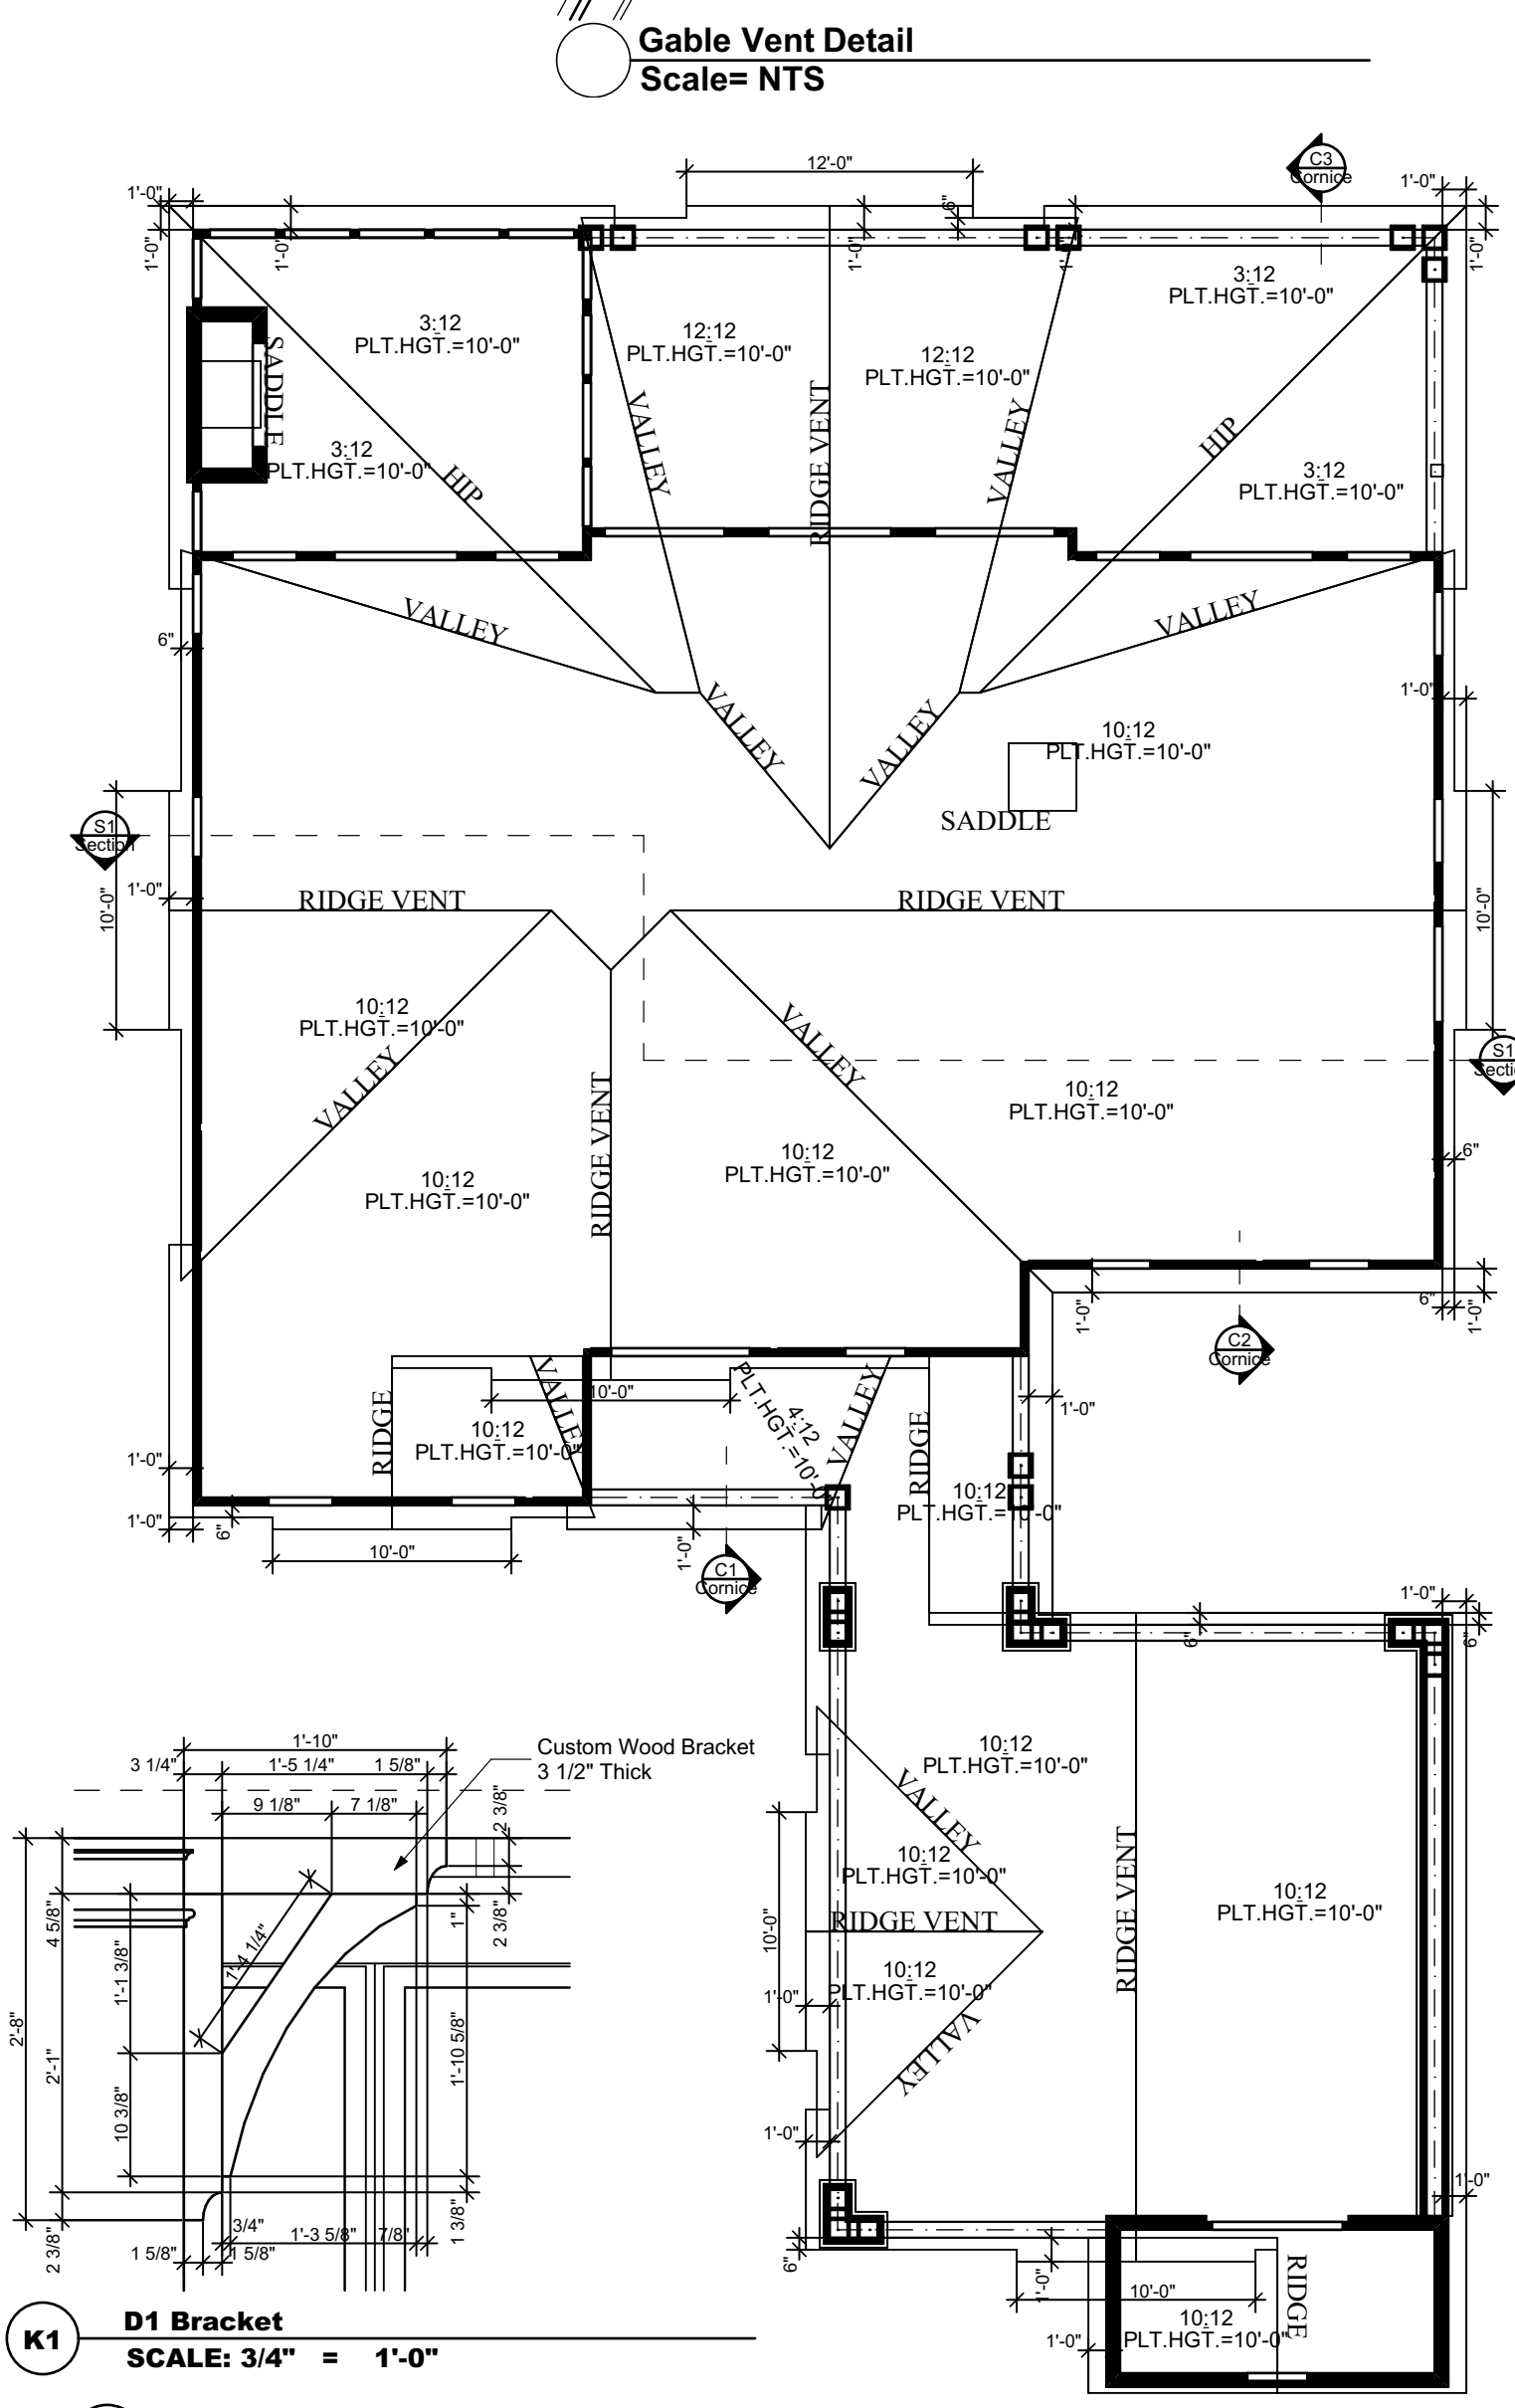 Gable Vent Detail
Scale= NTS
12'-0"
C3
Cornice
1'-0"
1'-0"
6"
1'-0"
1'-0"
1'-0"
1'-0"
1'-0"
3:12
PLT.HGT.=10'-0"
3:12
PLT.HGT.=10'-0"
12:12
PLT.HGT.=10'-0"
12:12
PLT.HGT.=10'-0"
SADDLE
3:12
PLT.HGT.=10'-0"
HIP
VALLEY
RIDGE VENT
VALLEY
HIP
3:12
PLT.HGT.=10'-0"
VALLEY
VALLEY
6"
1'-0"
VALLEY
VALLEY
10:12
PLT.HGT.=10'-0"
SADDLE
S1
Section
10'-0"
1'-0"
RIDGE VENT
RIDGE VENT
10'-0"
10:12
PLT.HGT.=10'-0"
VALLEY
VALLEY
S1
RIDGE VENT
10:12
PLT.HGT.=10'-0"
10:12
PLT.HGT.=10'-0"
10:12
PLT.HGT.=10'-0"
6"
6"
1'-0"
1'-0"
C2
Cornice
VALLEY
10'-0"
4:12
PLT.HGT.=10'-0"
VALLEY
1'-0"
RIDGE
10:12
PLT.HGT.=10'-0"
RIDGE
10:12
PLT.HGT.=10'-0"
1'-0"
1'-0"
6"
10'-0"
1'-0"
C1
Cornice
1'-0"
6"
6"
10:12
PLT.HGT.=10'-0"
VALLEY
10:12
PLT.HGT.=10'-0"
RIDGE VENT
10'-0"
10:12
PLT.HGT.=10'-0"
1'-0"
VALLEY
RIDGE VENT
10:12
PLT.HGT.=10'-0"
1'-0"
1'-0"
6"
1'-0"
10'-0"
RIDGE
10:12
PLT.HGT.=10'-0"
1'-0"
1'-10"
Custom Wood Bracket
3 1/2" Thick
3 1/4"
1'-5 1/4"
1 5/8"
9 1/8"
7 1/8"
2 3/8"
4 5/8"
1'-4 1/4"
1"
2 3/8"
1'-1 3/8"
2'-8"
2'-1"
1'-10 5/8"
10 3/8"
3/4"
1'-3 5/8"
7/8"
1 3/8"
2 3/8"
1 5/8"
1 5/8"
K1
D1 Bracket
SCALE: 3/4" = 1'-0"